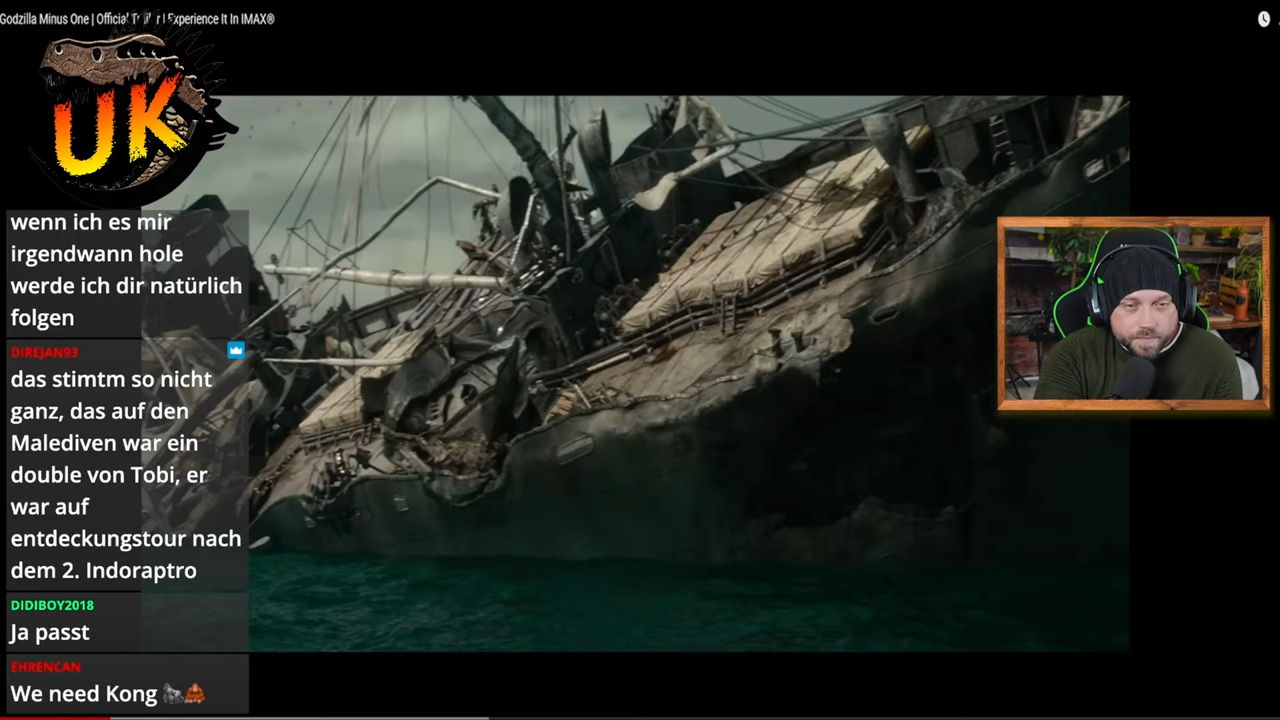 Godzilla Minus One | Official Trailer | Experience It In IMAX®
UK
wenn ich es mir
irgendwann hole
werde ich dir natürlich
folgen
DIREJAN93
das stimtm so nicht
ganz, das auf den
Malediven war ein
double von Tobi, er
war auf
entdeckungstour nach
dem 2. Indoraptro
DIDIBOY2018
Ja passt
EHRENCAN
We need Kong 🦍🦧